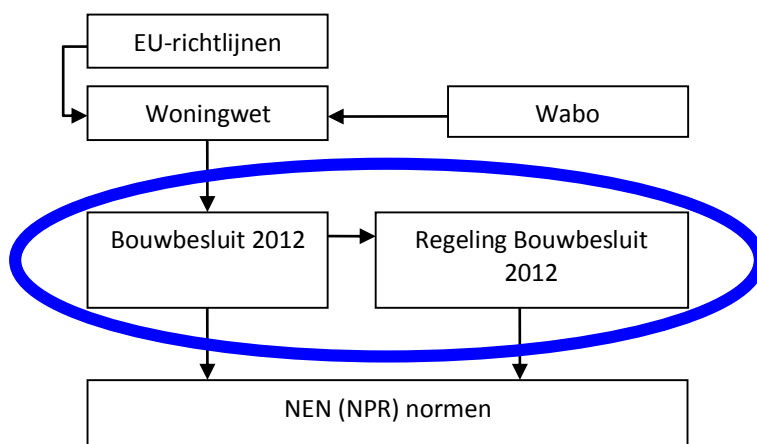 EU-richtlijnen
Woningwet
Wabo
Bouwbesluit 2012
Regeling Bouwbesluit
2012
NEN (NPR) normen